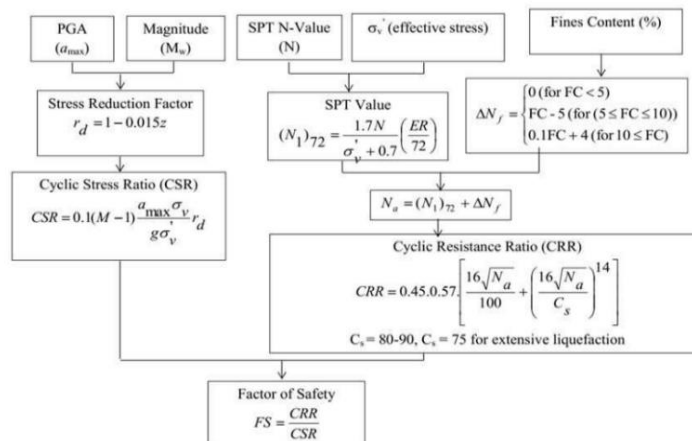 PGA
(a_max)
Magnitude
(M_w)
SPT N-Value
(N)
σ_v' (effective stress)
Fines Content (%)
Stress Reduction Factor
r_d = 1 − 0.015z
SPT Value
(N_1)_72 = 1.7N / (σ_v' + 0.7) (ER / 72)
ΔN_f = { 0 (for FC < 5)
FC - 5 (for (5 ≤ FC ≤ 10))
0.1FC + 4 (for 10 ≤ FC)
Cyclic Stress Ratio (CSR)
CSR = 0.1(M − 1) a_max σ_v / gσ_v' r_d
N_a = (N_1)_72 + ΔN_f
Cyclic Resistance Ratio (CRR)
CRR = 0.45.0.57. [ 16√N_a / 100 + ( 16√N_a / C_s )^14 ]
C_s = 80-90, C_s = 75 for extensive liquefaction
Factor of Safety
FS = CRR / CSR